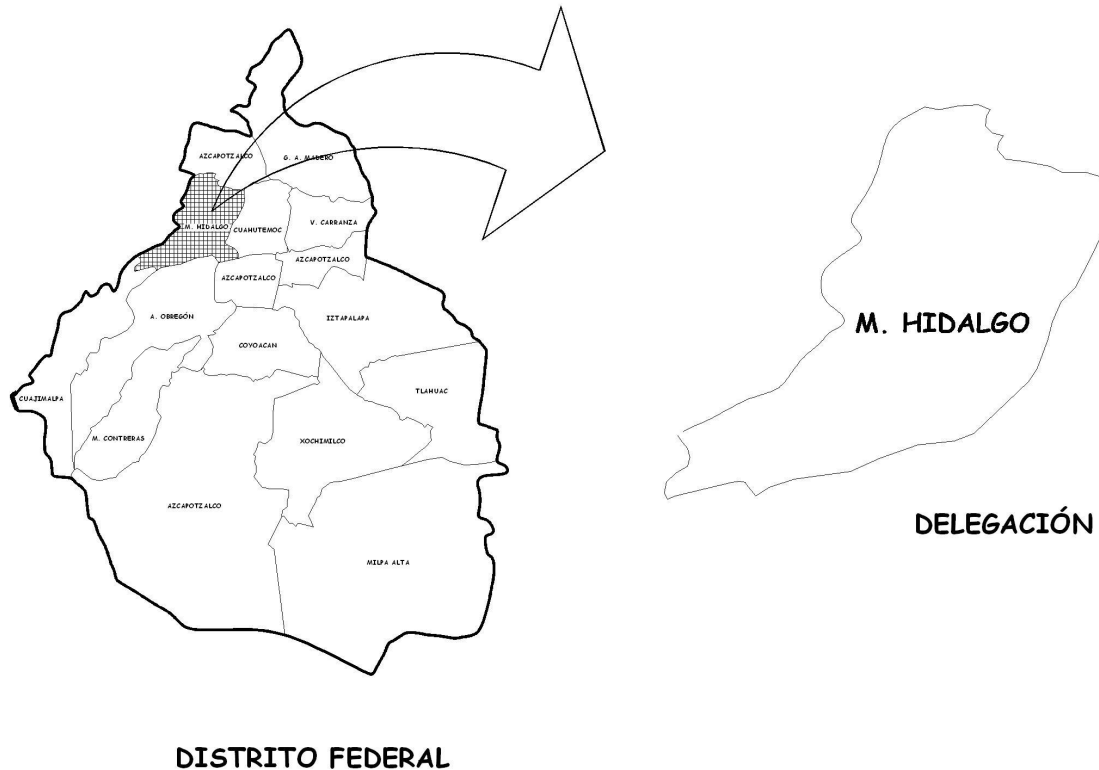 AZCAPOTZALCO
G. A. MADERO
M. HIDALGO
CUAHUTEMOC
V. CARRANZA
AZCAPOTZALCO
AZCAPOTZALCO
A. OBREGÓN
IZTAPALAPA
COYOACAN
TLAHUAC
CUAJIMALPA
M. CONTRERAS
XOCHIMILCO
AZCAPOTZALCO
MILPA ALTA
DISTRITO FEDERAL
M. HIDALGO
DELEGACIÓN